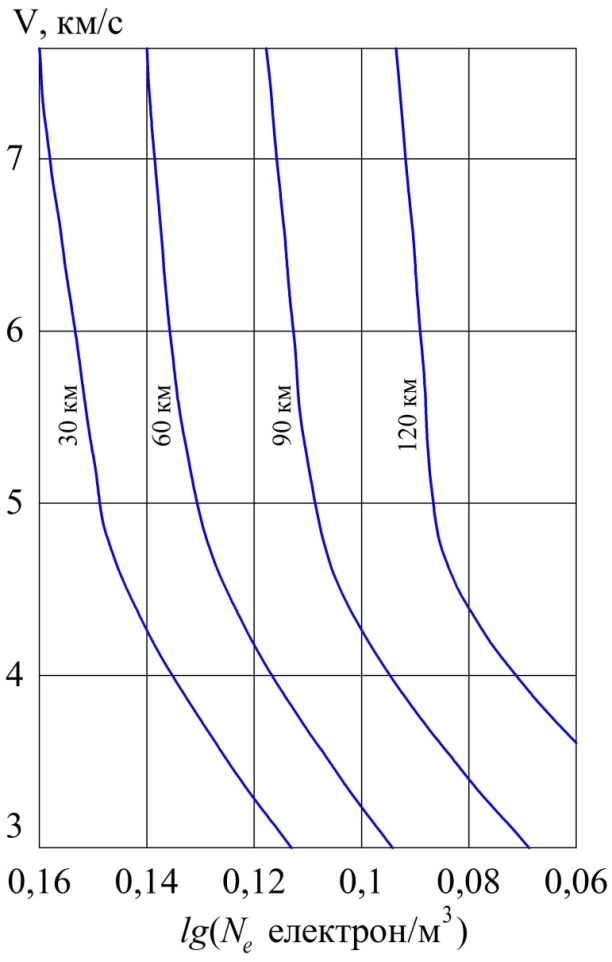 V, км/с
7
6
5
4
3
30 км
60 км
90 км
120 км
0,16 0,14 0,12 0,1 0,08 0,06
lg(Nₑ електрон/м³)